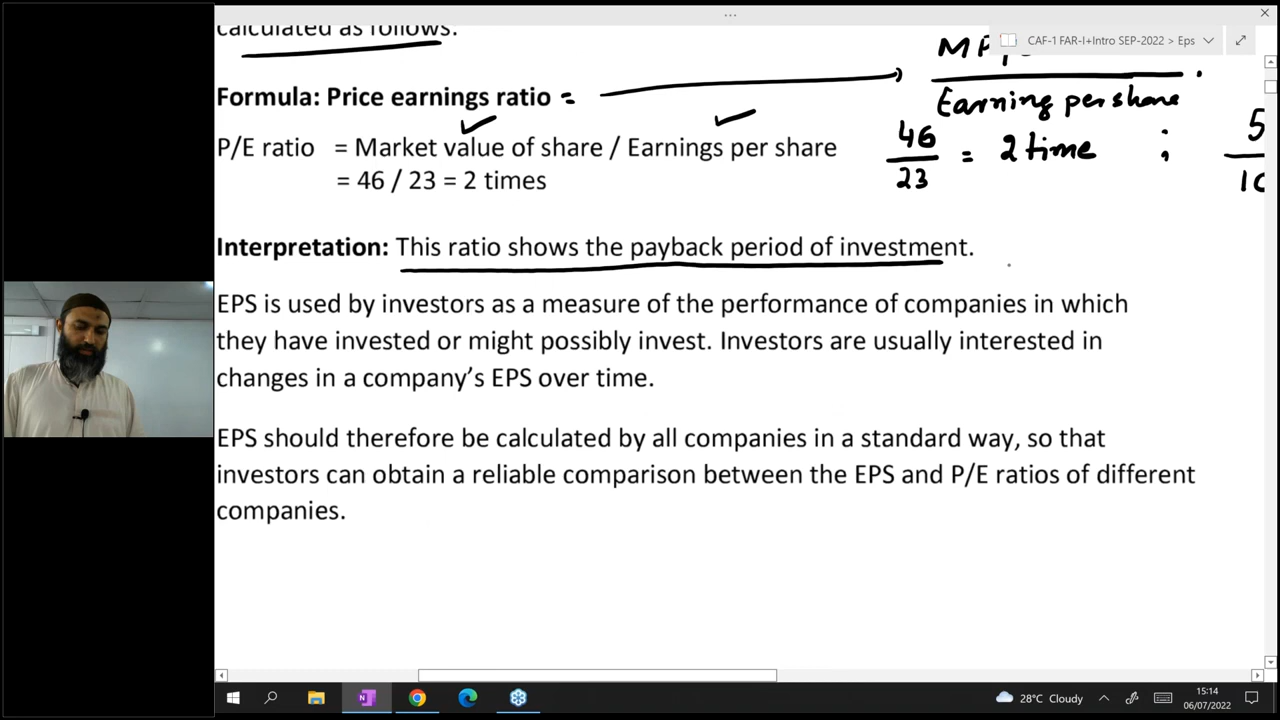 CAF-1 FAR-I+Intro SEP-2022 > Eps
calculated as follows.
Formula: Price earnings ratio =
Earning per share
P/E ratio = Market value of share / Earnings per share
= 46 / 23 = 2 times
46
23
= 2 time ;
5
10
Interpretation: This ratio shows the payback period of investment.
EPS is used by investors as a measure of the performance of companies in which
they have invested or might possibly invest. Investors are usually interested in
changes in a company’s EPS over time.
EPS should therefore be calculated by all companies in a standard way, so that
investors can obtain a reliable comparison between the EPS and P/E ratios of different
companies.
28°C Cloudy
15:14
06/07/2022